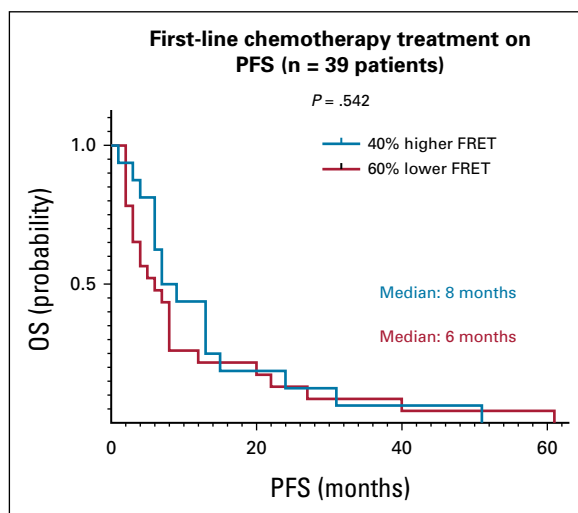 First-line chemotherapy treatment on
PFS (n = 39 patients)
P = .542
40% higher FRET
60% lower FRET
1.0
0.5
OS (probability)
Median: 8 months
Median: 6 months
0
20
40
60
PFS (months)